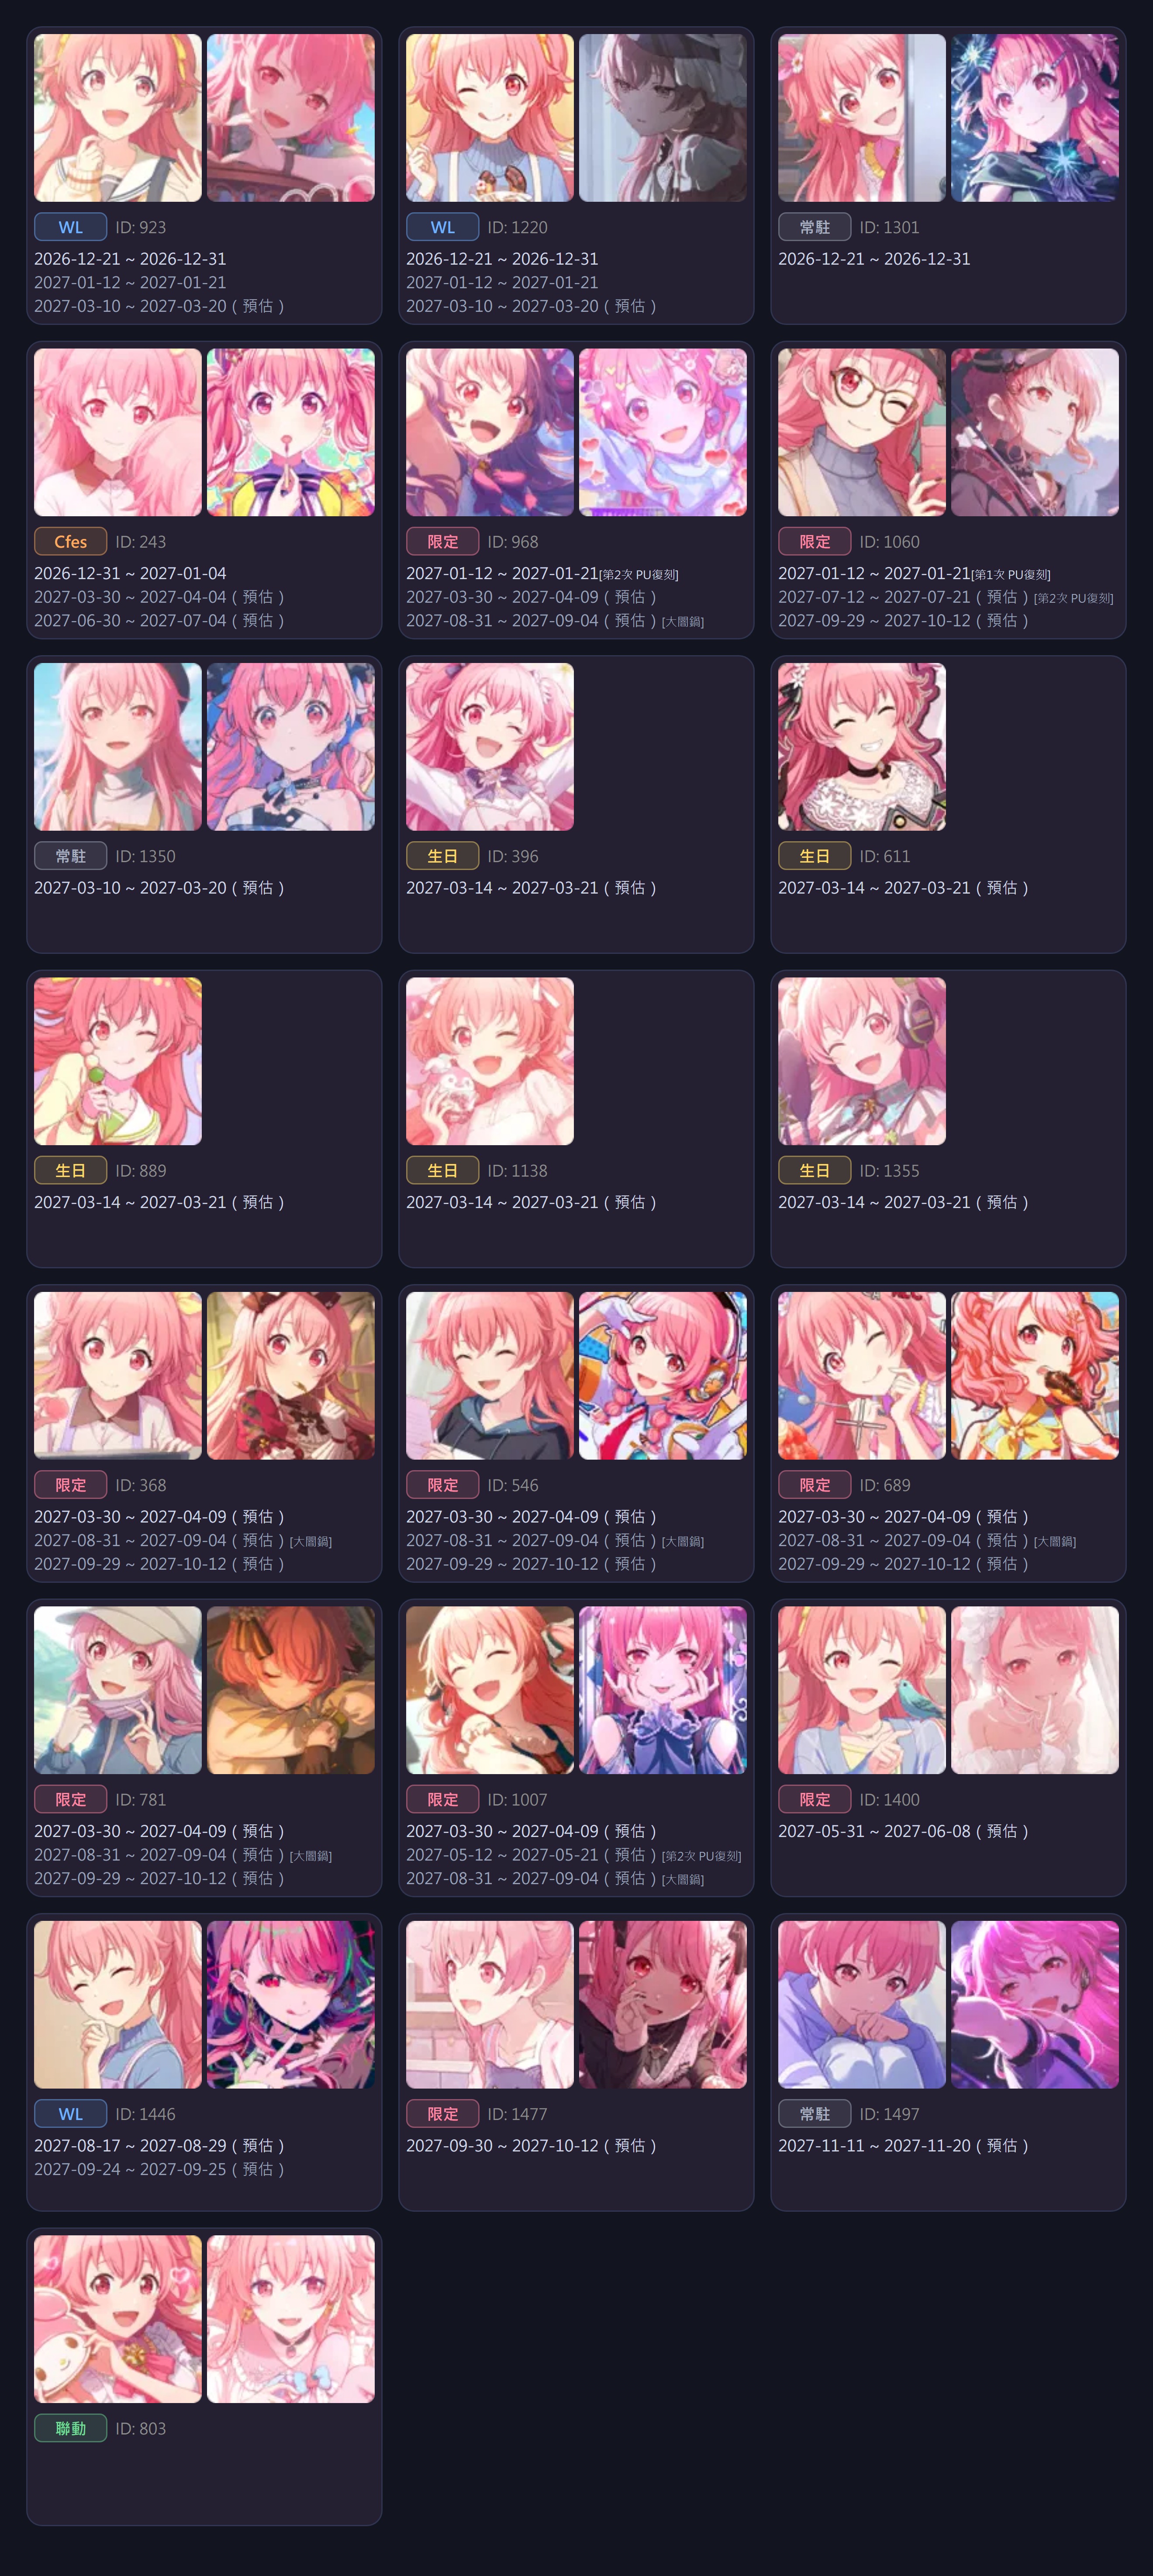 WL ID: 923
2026-12-21 ~ 2026-12-31
2027-01-12 ~ 2027-01-21
2027-03-10 ~ 2027-03-20 ( 預估 )
WL ID: 1220
2026-12-21 ~ 2026-12-31
2027-01-12 ~ 2027-01-21
2027-03-10 ~ 2027-03-20 ( 預估 )
常駐 ID: 1301
2026-12-21 ~ 2026-12-31
Cfes ID: 243
2026-12-31 ~ 2027-01-04
2027-03-30 ~ 2027-04-04 ( 預估 )
2027-06-30 ~ 2027-07-04 ( 預估 )
限定 ID: 968
2027-01-12 ~ 2027-01-21[第2次 PU復刻]
2027-03-30 ~ 2027-04-09 ( 預估 )
2027-08-31 ~ 2027-09-04 ( 預估 ) [大闇鍋]
限定 ID: 1060
2027-01-12 ~ 2027-01-21[第1次 PU復刻]
2027-07-12 ~ 2027-07-21 ( 預估 ) [第2次 PU復刻]
2027-09-29 ~ 2027-10-12 ( 預估 )
常駐 ID: 1350
2027-03-10 ~ 2027-03-20 ( 預估 )
生日 ID: 396
2027-03-14 ~ 2027-03-21 ( 預估 )
生日 ID: 611
2027-03-14 ~ 2027-03-21 ( 預估 )
生日 ID: 889
2027-03-14 ~ 2027-03-21 ( 預估 )
生日 ID: 1138
2027-03-14 ~ 2027-03-21 ( 預估 )
生日 ID: 1355
2027-03-14 ~ 2027-03-21 ( 預估 )
限定 ID: 368
2027-03-30 ~ 2027-04-09 ( 預估 )
2027-08-31 ~ 2027-09-04 ( 預估 ) [大闇鍋]
2027-09-29 ~ 2027-10-12 ( 預估 )
限定 ID: 546
2027-03-30 ~ 2027-04-09 ( 預估 )
2027-08-31 ~ 2027-09-04 ( 預估 ) [大闇鍋]
2027-09-29 ~ 2027-10-12 ( 預估 )
限定 ID: 689
2027-03-30 ~ 2027-04-09 ( 預估 )
2027-08-31 ~ 2027-09-04 ( 預估 ) [大闇鍋]
2027-09-29 ~ 2027-10-12 ( 預估 )
限定 ID: 781
2027-03-30 ~ 2027-04-09 ( 預估 )
2027-08-31 ~ 2027-09-04 ( 預估 ) [大闇鍋]
2027-09-29 ~ 2027-10-12 ( 預估 )
限定 ID: 1007
2027-03-30 ~ 2027-04-09 ( 預估 )
2027-05-12 ~ 2027-05-21 ( 預估 ) [第2次 PU復刻]
2027-08-31 ~ 2027-09-04 ( 預估 ) [大闇鍋]
限定 ID: 1400
2027-05-31 ~ 2027-06-08 ( 預估 )
WL ID: 1446
2027-08-17 ~ 2027-08-29 ( 預估 )
2027-09-24 ~ 2027-09-25 ( 預估 )
限定 ID: 1477
2027-09-30 ~ 2027-10-12 ( 預估 )
常駐 ID: 1497
2027-11-11 ~ 2027-11-20 ( 預估 )
聯動 ID: 803